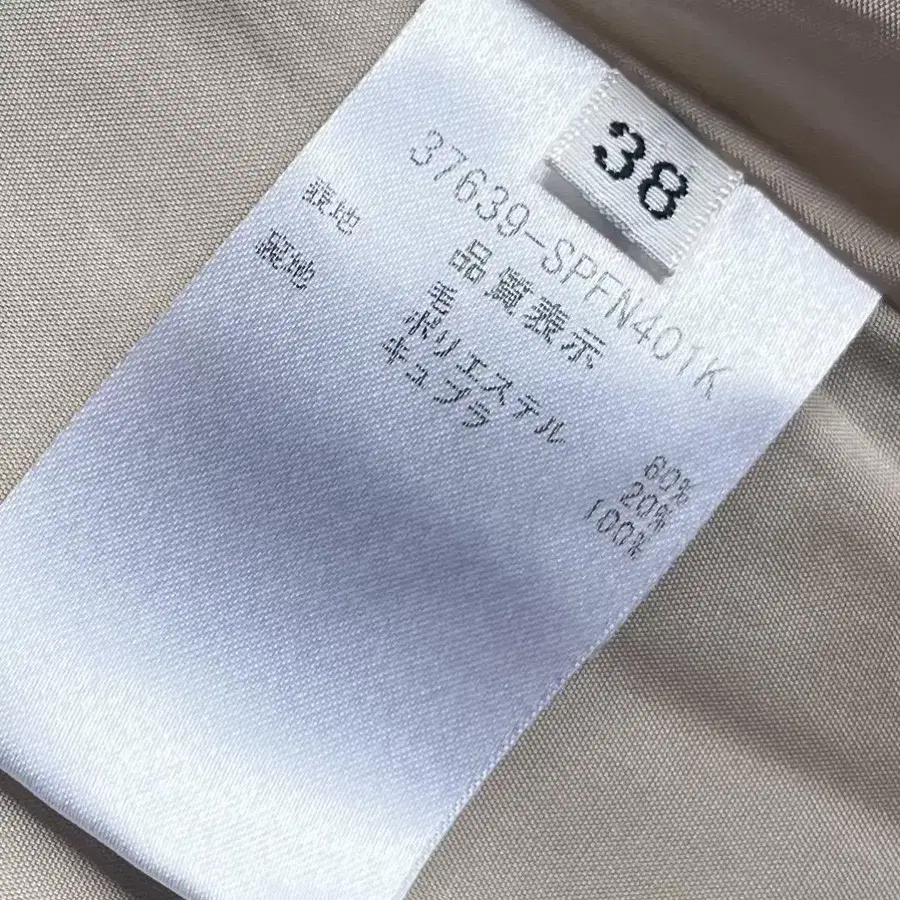 38
37639-SPFN401K
品質表示
表地 毛 80%
ポリエステル 20%
裏地 キュプラ 100%